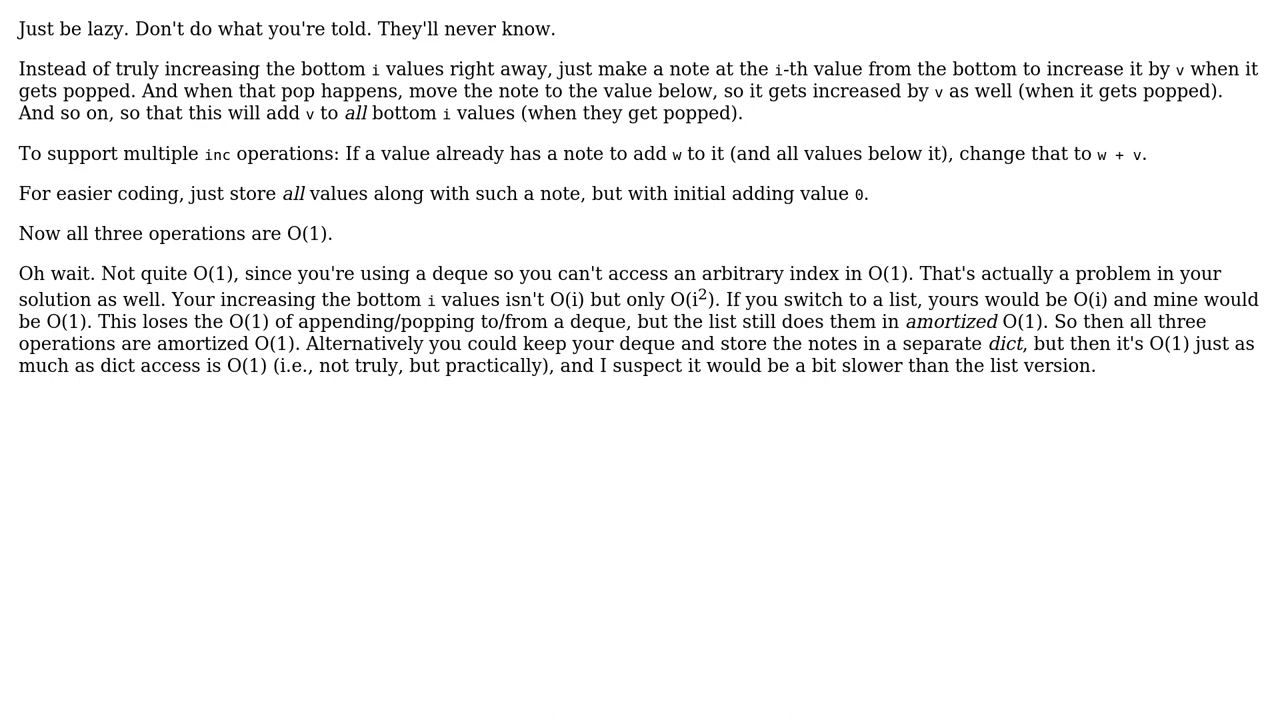 Just be lazy. Don't do what you're told. They'll never know.
Instead of truly increasing the bottom i values right away, just make a note at the i-th value from the bottom to increase it by v when it
gets popped. And when that pop happens, move the note to the value below, so it gets increased by v as well (when it gets popped).
And so on, so that this will add v to all bottom i values (when they get popped).
To support multiple inc operations: If a value already has a note to add w to it (and all values below it), change that to w + v.
For easier coding, just store all values along with such a note, but with initial adding value 0.
Now all three operations are O(1).
Oh wait. Not quite O(1), since you're using a deque so you can't access an arbitrary index in O(1). That's actually a problem in your
solution as well. Your increasing the bottom i values isn't O(i) but only O(i²). If you switch to a list, yours would be O(i) and mine would
be O(1). This loses the O(1) of appending/popping to/from a deque, but the list still does them in amortized O(1). So then all three
operations are amortized O(1). Alternatively you could keep your deque and store the notes in a separate dict, but then it's O(1) just as
much as dict access is O(1) (i.e., not truly, but practically), and I suspect it would be a bit slower than the list version.